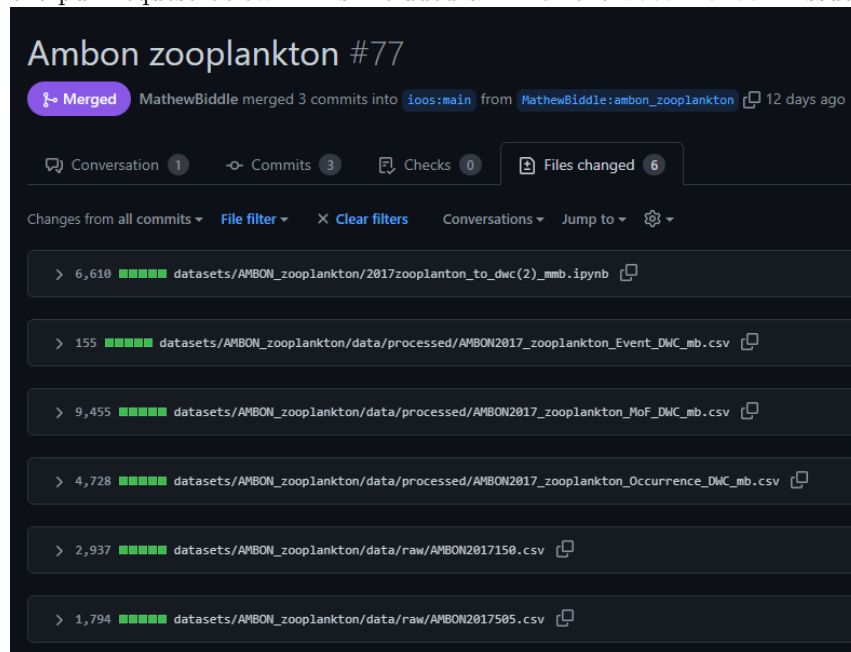 Ambon zooplankton #77
Merged MathewBiddle merged 3 commits into ioos:main from MathewBiddle:ambon_zooplankton 12 days ago
Conversation 1 Commits 3 Checks 0 Files changed 6
Changes from all commits File filter Clear filters Conversations Jump to
6,610 datasets/AMBON_zooplankton/2017zooplanton_to_dwc(2)_mmb.ipynb
155 datasets/AMBON_zooplankton/data/processed/AMBON2017_zooplankton_Event_DWC_mb.csv
9,455 datasets/AMBON_zooplankton/data/processed/AMBON2017_zooplankton_MoF_DWC_mb.csv
4,728 datasets/AMBON_zooplankton/data/processed/AMBON2017_zooplankton_Occurrence_DWC_mb.csv
2,937 datasets/AMBON_zooplankton/data/raw/AMBON2017150.csv
1,794 datasets/AMBON_zooplankton/data/raw/AMBON2017505.csv